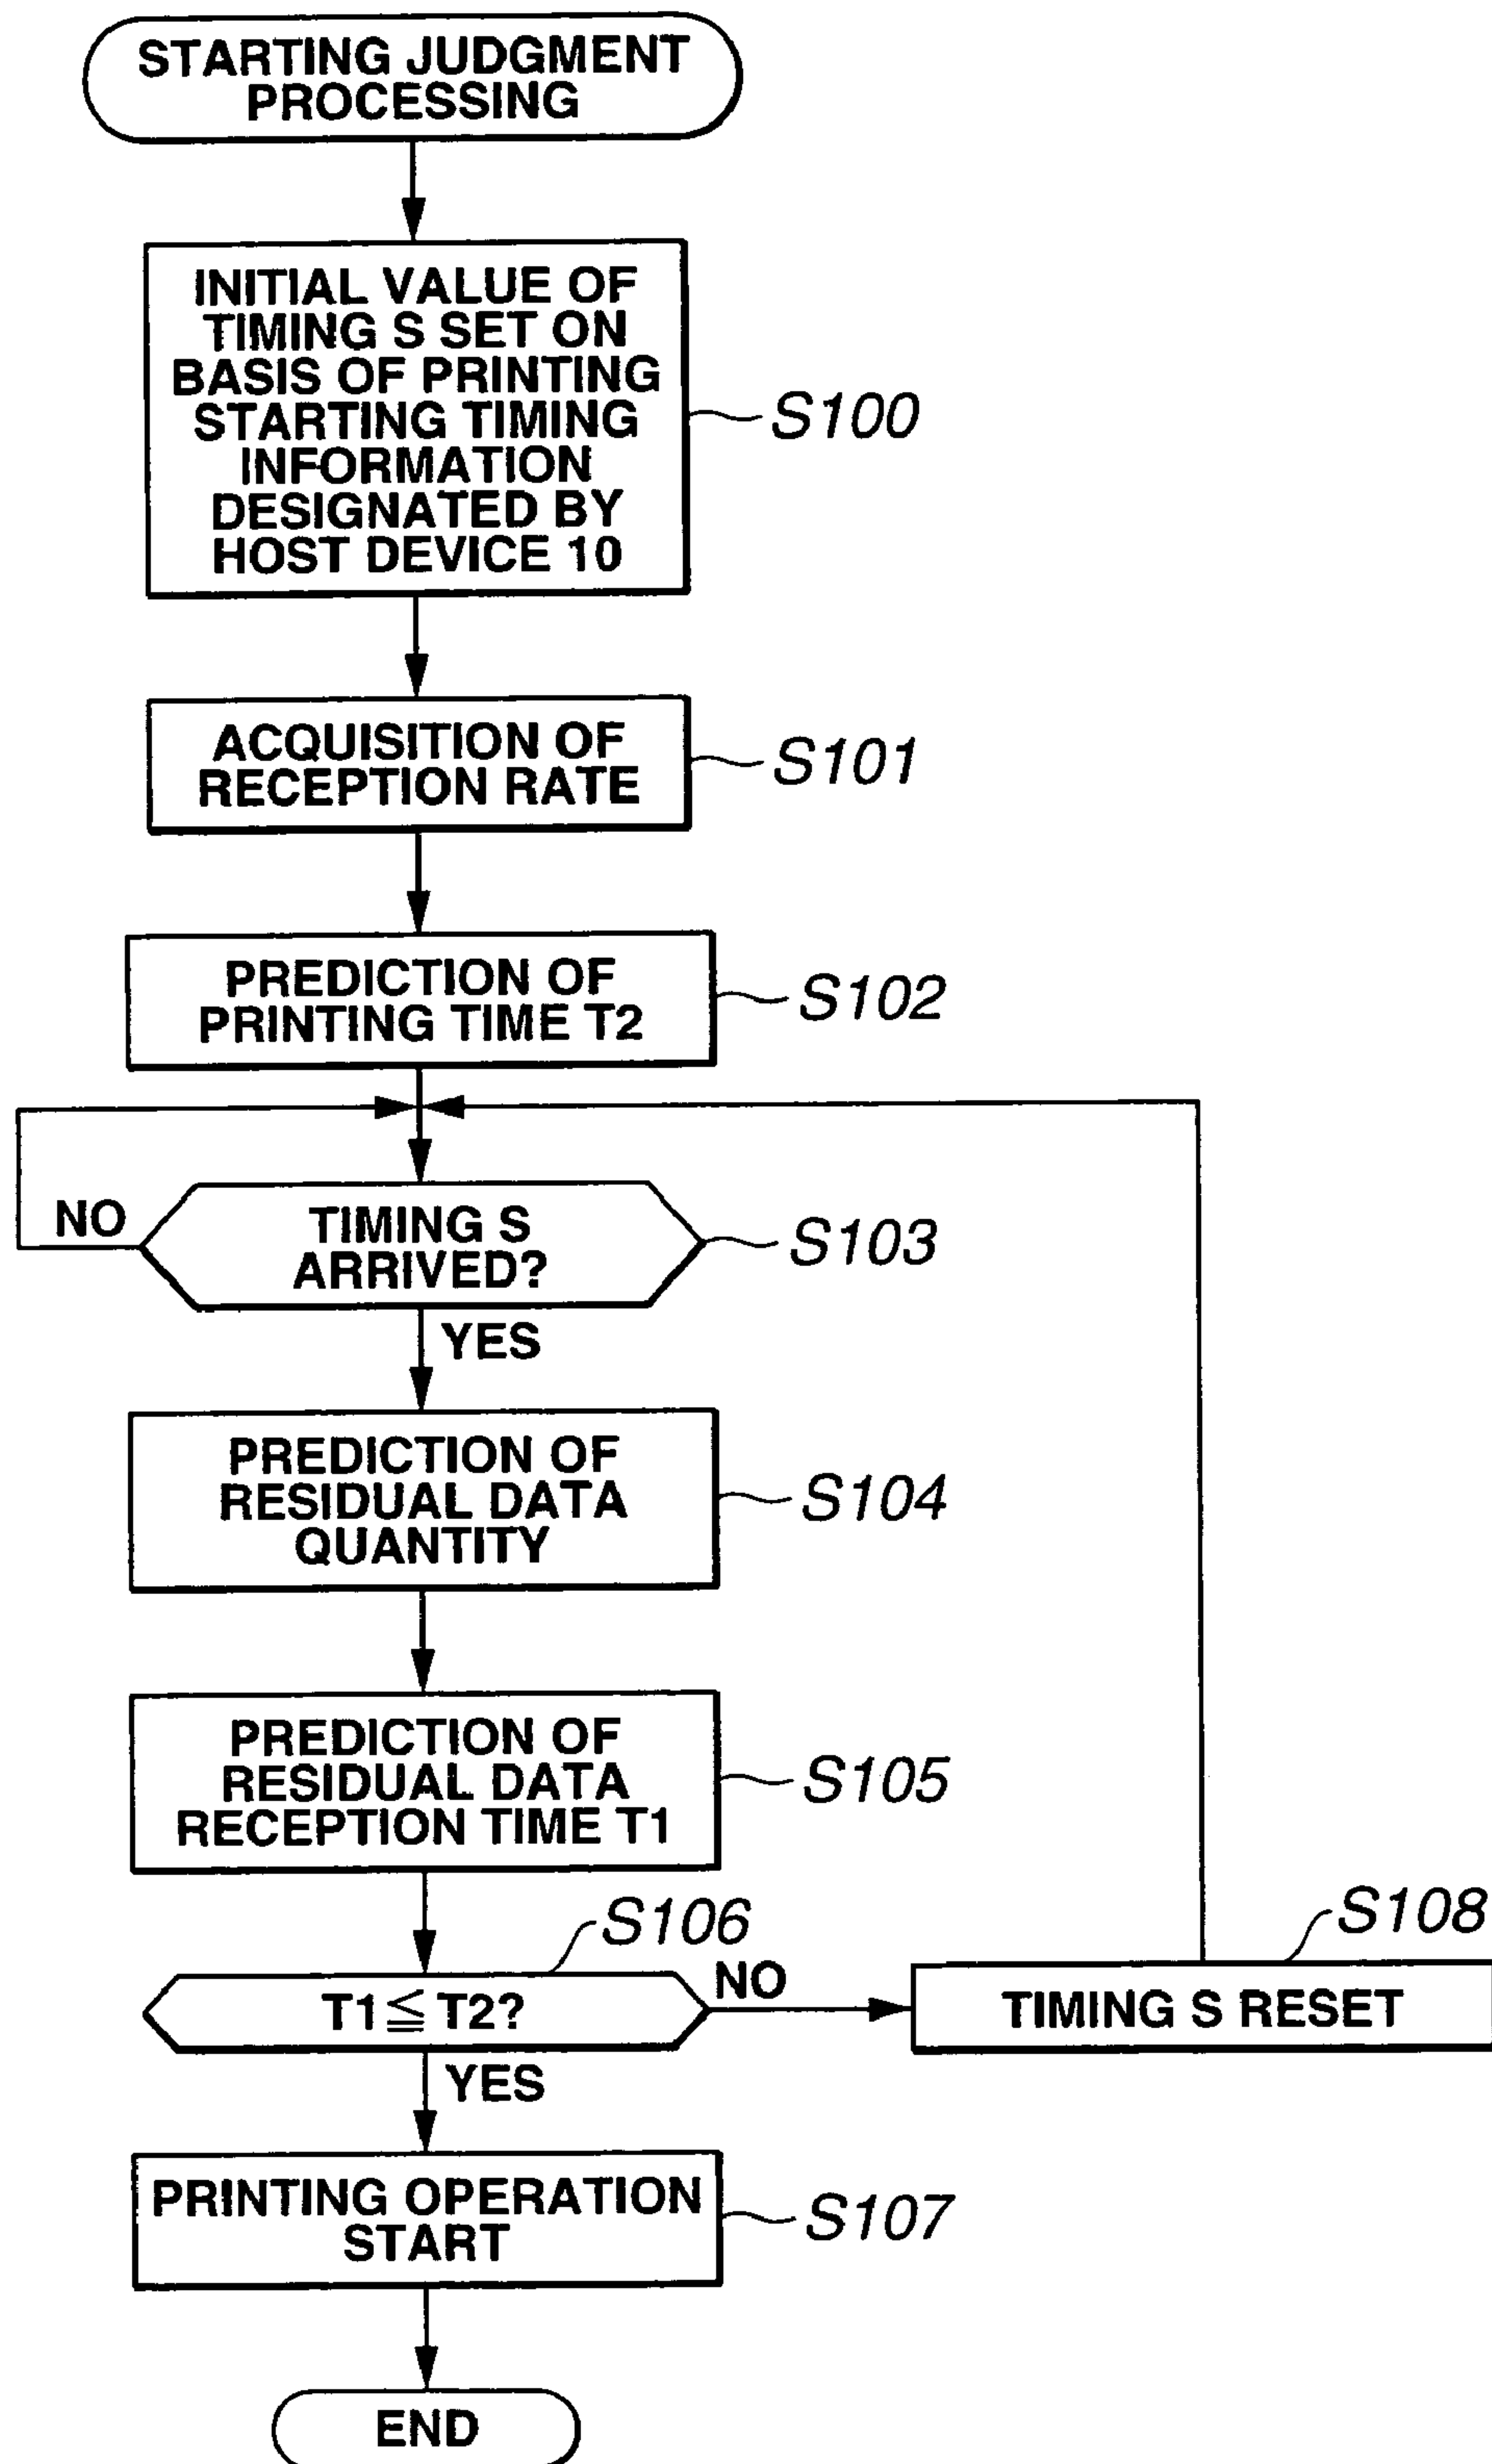 STARTING JUDGMENT
PROCESSING
INITIAL VALUE OF
TIMING S SET ON
BASIS OF PRINTING
STARTING TIMING
INFORMATION
DESIGNATED BY
HOST DEVICE 10
S100
ACQUISITION OF
RECEPTION RATE
S101
PREDICTION OF
PRINTING TIME T2
S102
TIMING S
ARRIVED?
NO
S103
YES
PREDICTION OF
RESIDUAL DATA
QUANTITY
S104
PREDICTION OF
RESIDUAL DATA
RECEPTION TIME T1
S105
S106
T1 ≦ T2?
NO
S108
TIMING S RESET
YES
PRINTING OPERATION
START
S107
END